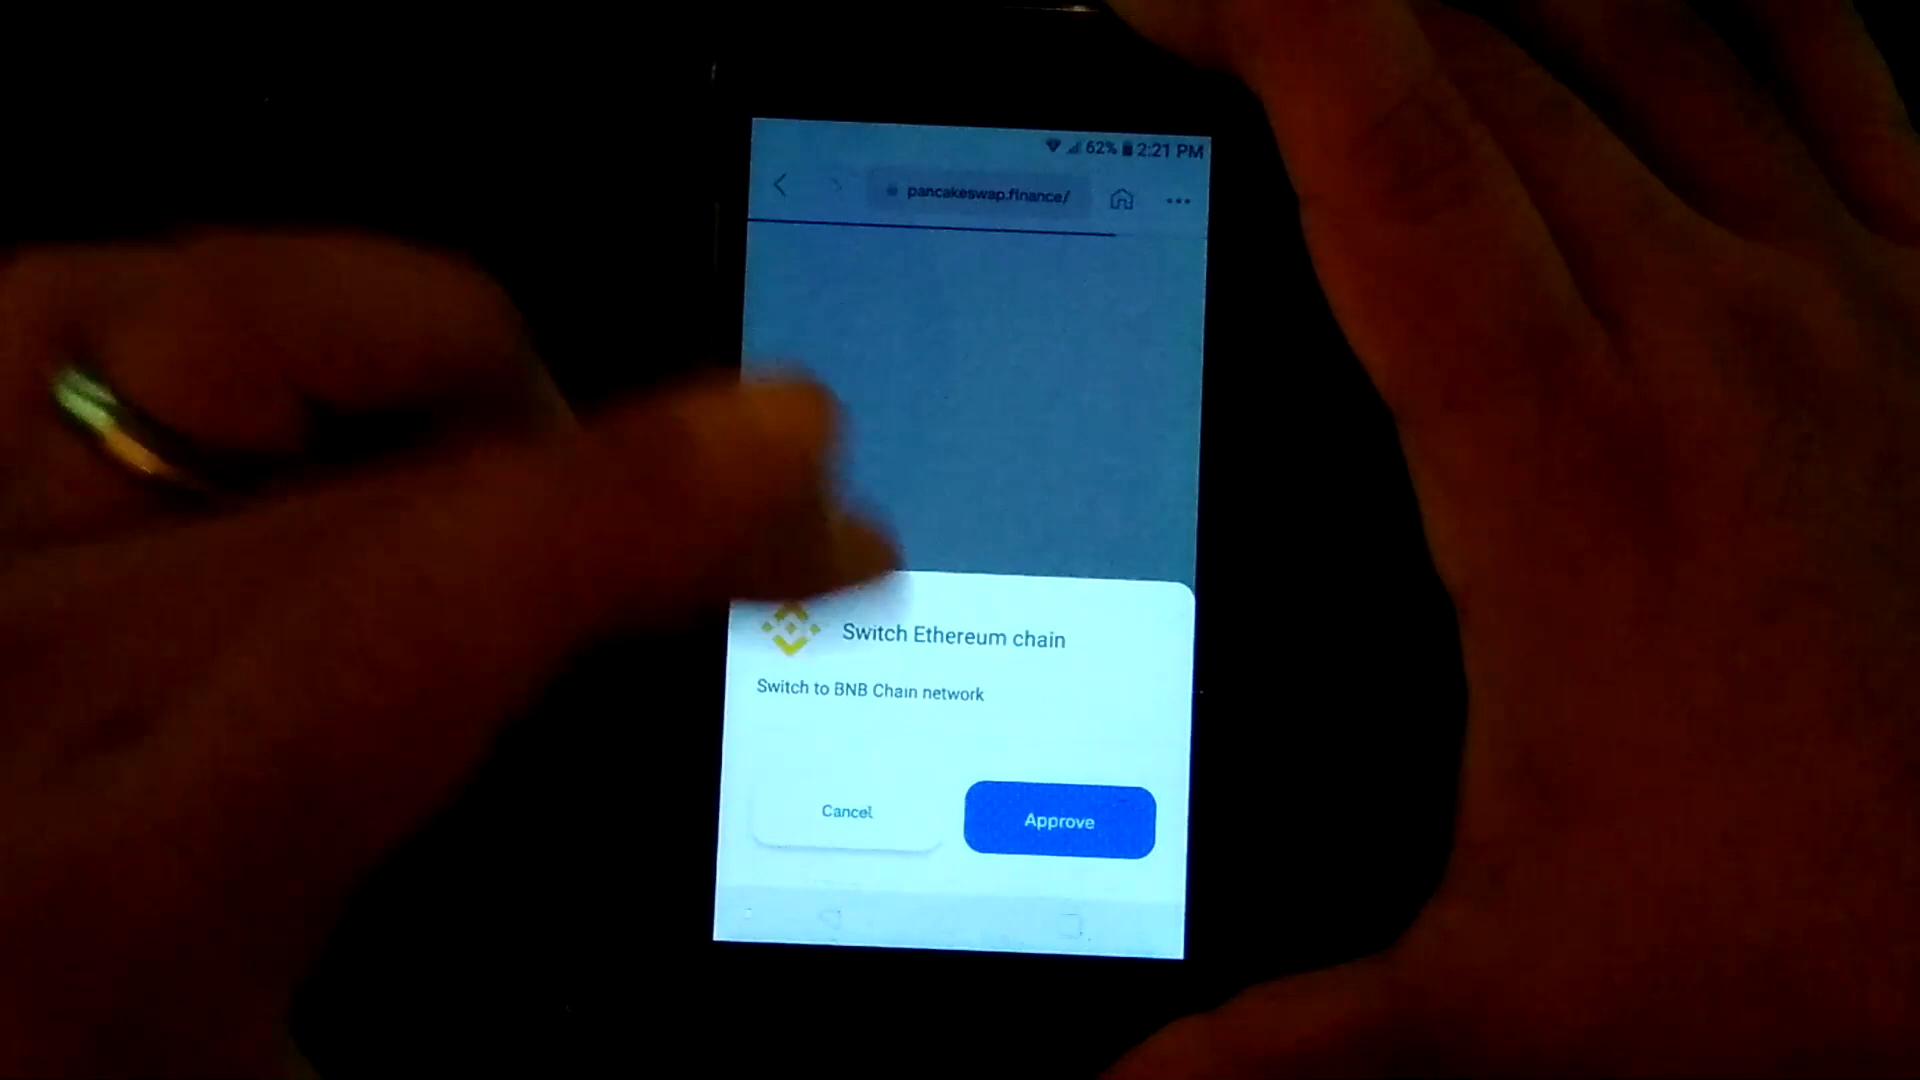 62% 2:21 PM
pancakeswap.finance/
Switch Ethereum chain
Switch to BNB Chain network
Cancel
Approve